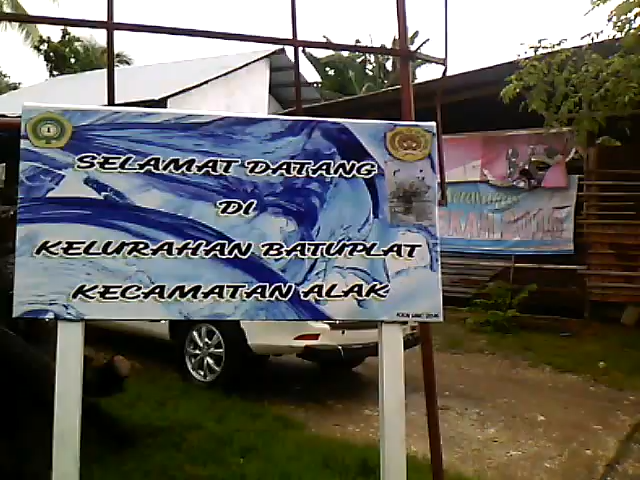 SELAMAT DATANG
DI
KELURAHAN BATUPLAT
KECAMATAN ALAK